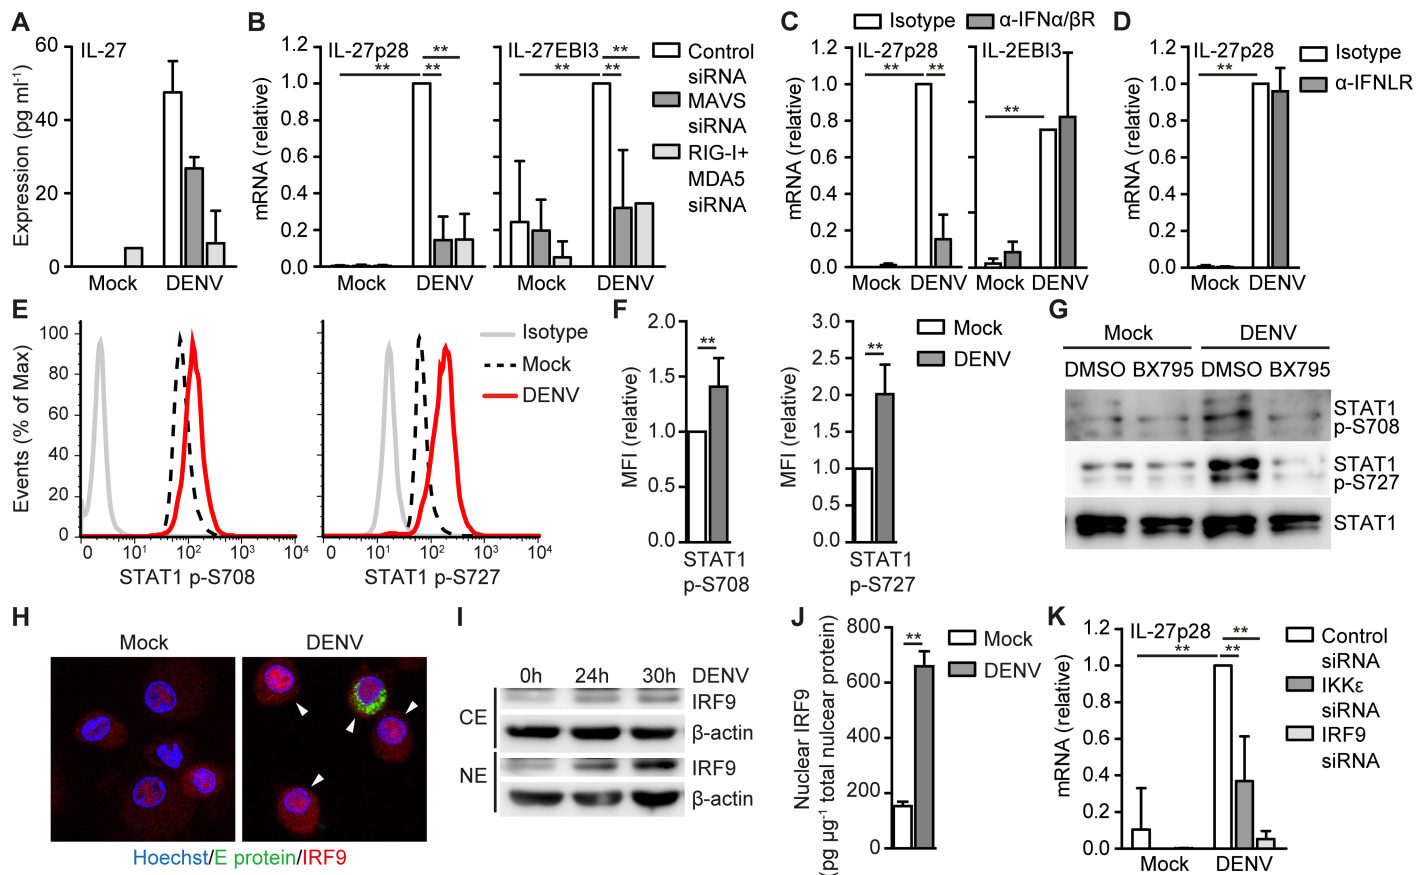 A
IL-27
Expression (pg ml⁻¹)
60
40
20
0
Mock
DENV
B
IL-27p28
mRNA (relative)
1.2
1.0
0.8
0.6
0.4
0.2
0.0
**
**
**
Mock
DENV
IL-27EBI3
**
**
**
Mock
DENV
Control
siRNA
MAVS
siRNA
RIG-I+
MDA5
siRNA
C
Isotype
α-IFNα/βR
IL-27p28
mRNA (relative)
1.2
1.0
0.8
0.6
0.4
0.2
0.0
**
**
Mock
DENV
IL-2EBI3
**
Mock
DENV
D
IL-27p28
mRNA (relative)
1.2
1.0
0.8
0.6
0.4
0.2
0.0
**
Mock
DENV
Isotype
α-IFNLR
E
Events (% of Max)
100
80
60
40
20
0
0 10¹ 10² 10³ 10⁴
STAT1 p-S708
0 10¹ 10² 10³ 10⁴
STAT1 p-S727
Isotype
Mock
DENV
F
MFI (relative)
2.0
1.5
1.0
0.5
0.0
**
STAT1
p-S708
MFI (relative)
3.0
2.5
2.0
1.5
1.0
0.5
0.0
**
STAT1
p-S727
Mock
DENV
G
Mock DENV
DMSO BX795 DMSO BX795
STAT1
p-S708
STAT1
p-S727
STAT1
H
Mock
DENV
Hoechst/E protein/IRF9
I
0h 24h 30h DENV
CE
IRF9
β-actin
NE
IRF9
β-actin
J
Nuclear IRF9
(pg µg⁻¹ total nulcear protein)
800
600
400
200
0
**
Mock
DENV
K
IL-27p28
mRNA (relative)
1.2
1.0
0.8
0.6
0.4
0.2
0.0
**
**
**
Mock
DENV
Control
siRNA
IKKε
siRNA
IRF9
siRNA